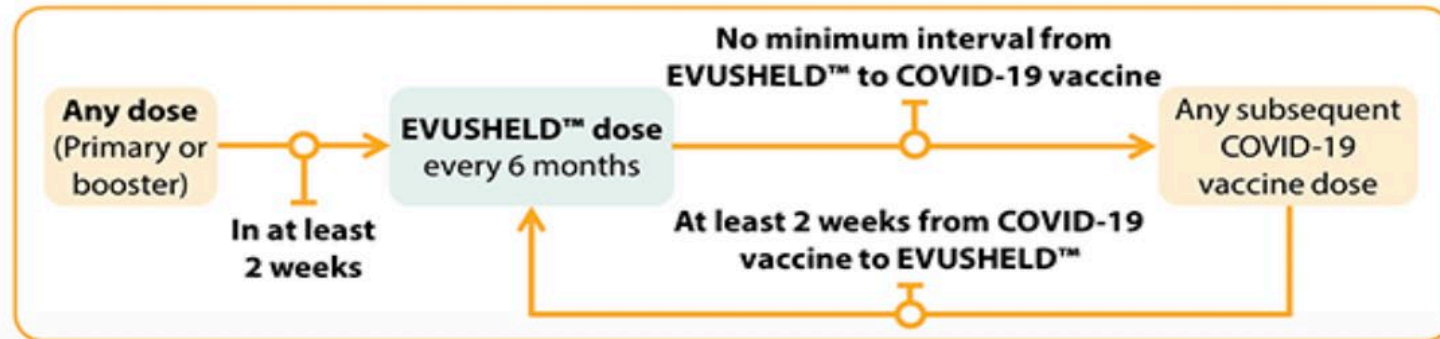 Any dose
(Primary or
booster)
In at least
2 weeks
EVUSHELD™ dose
every 6 months
No minimum interval from
EVUSHELD™ to COVID-19 vaccine
Any subsequent
COVID-19
vaccine dose
At least 2 weeks from COVID-19
vaccine to EVUSHELD™